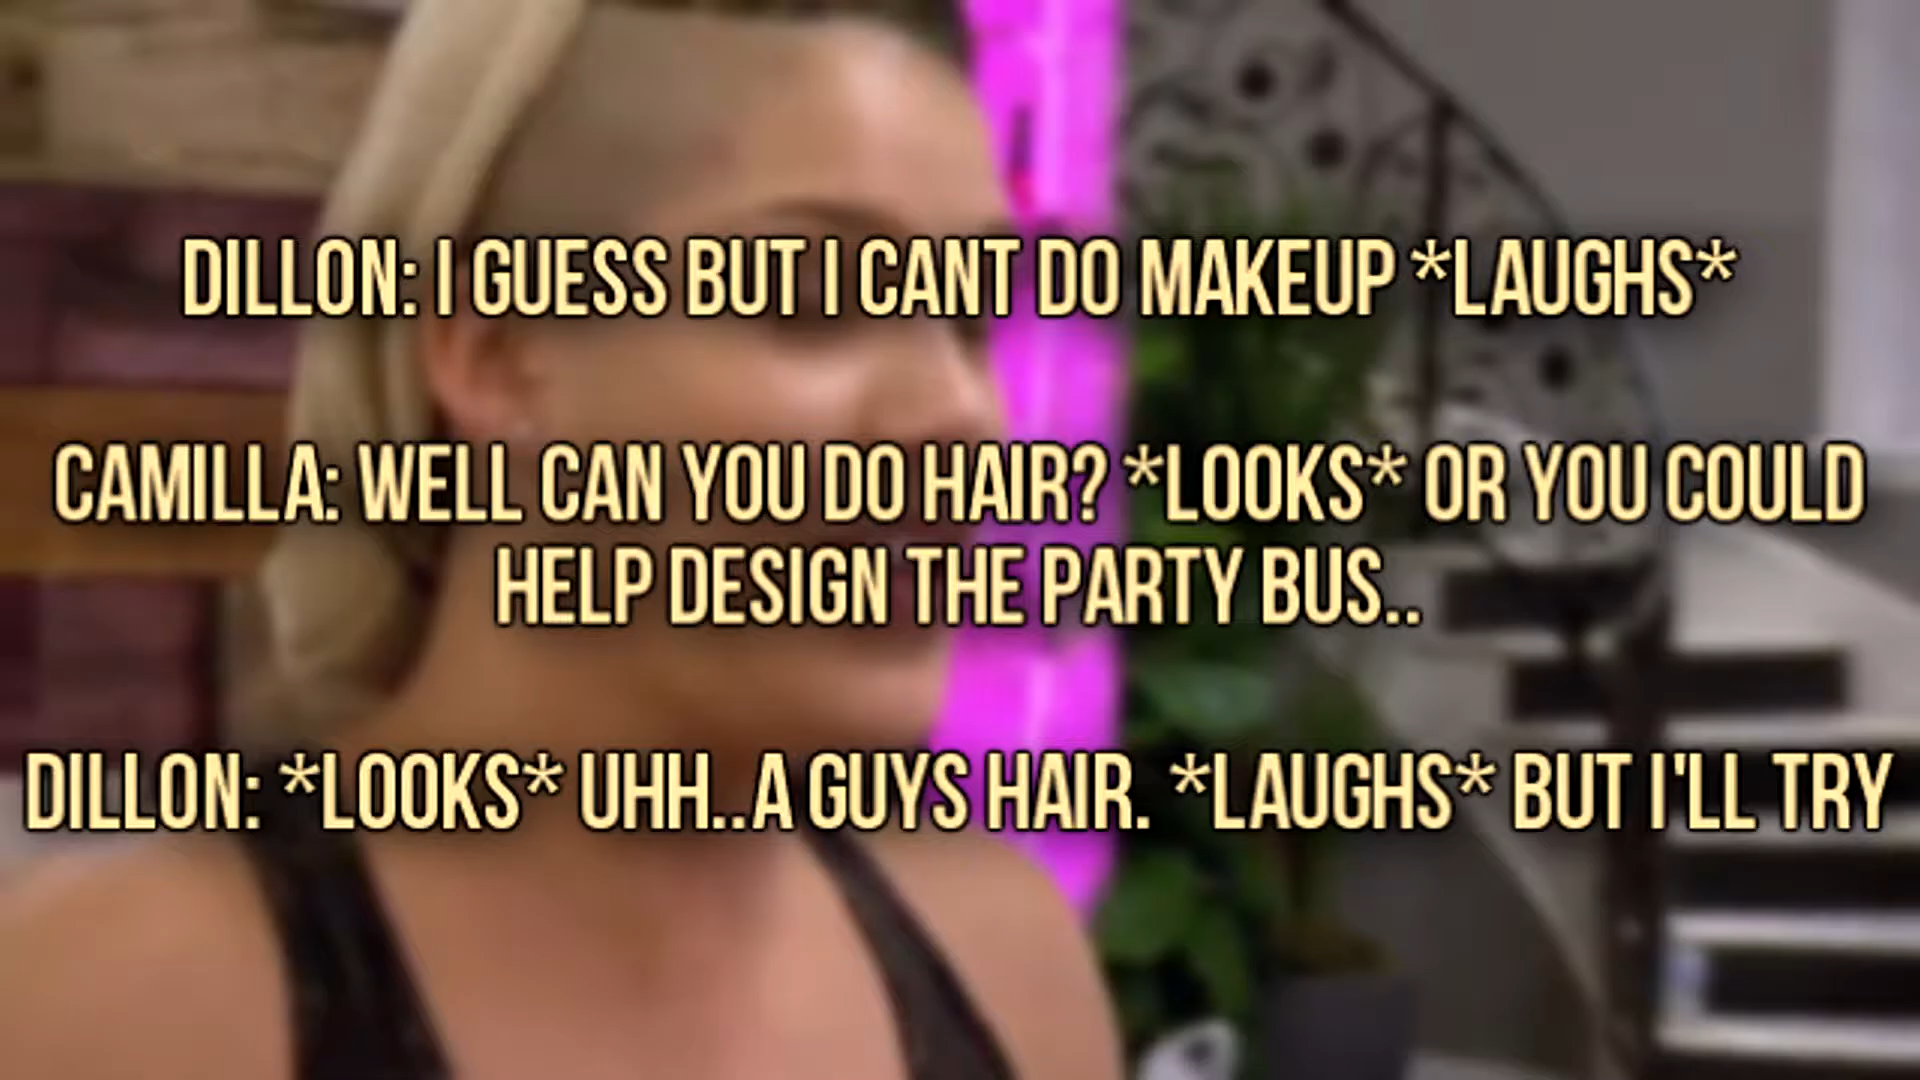 DILLON: I GUESS BUT I CANT DO MAKEUP *LAUGHS*
CAMILLA: WELL CAN YOU DO HAIR? *LOOKS* OR YOU COULD
HELP DESIGN THE PARTY BUS..
DILLON: *LOOKS* UHH..A GUYS HAIR. *LAUGHS* BUT I'LL TRY